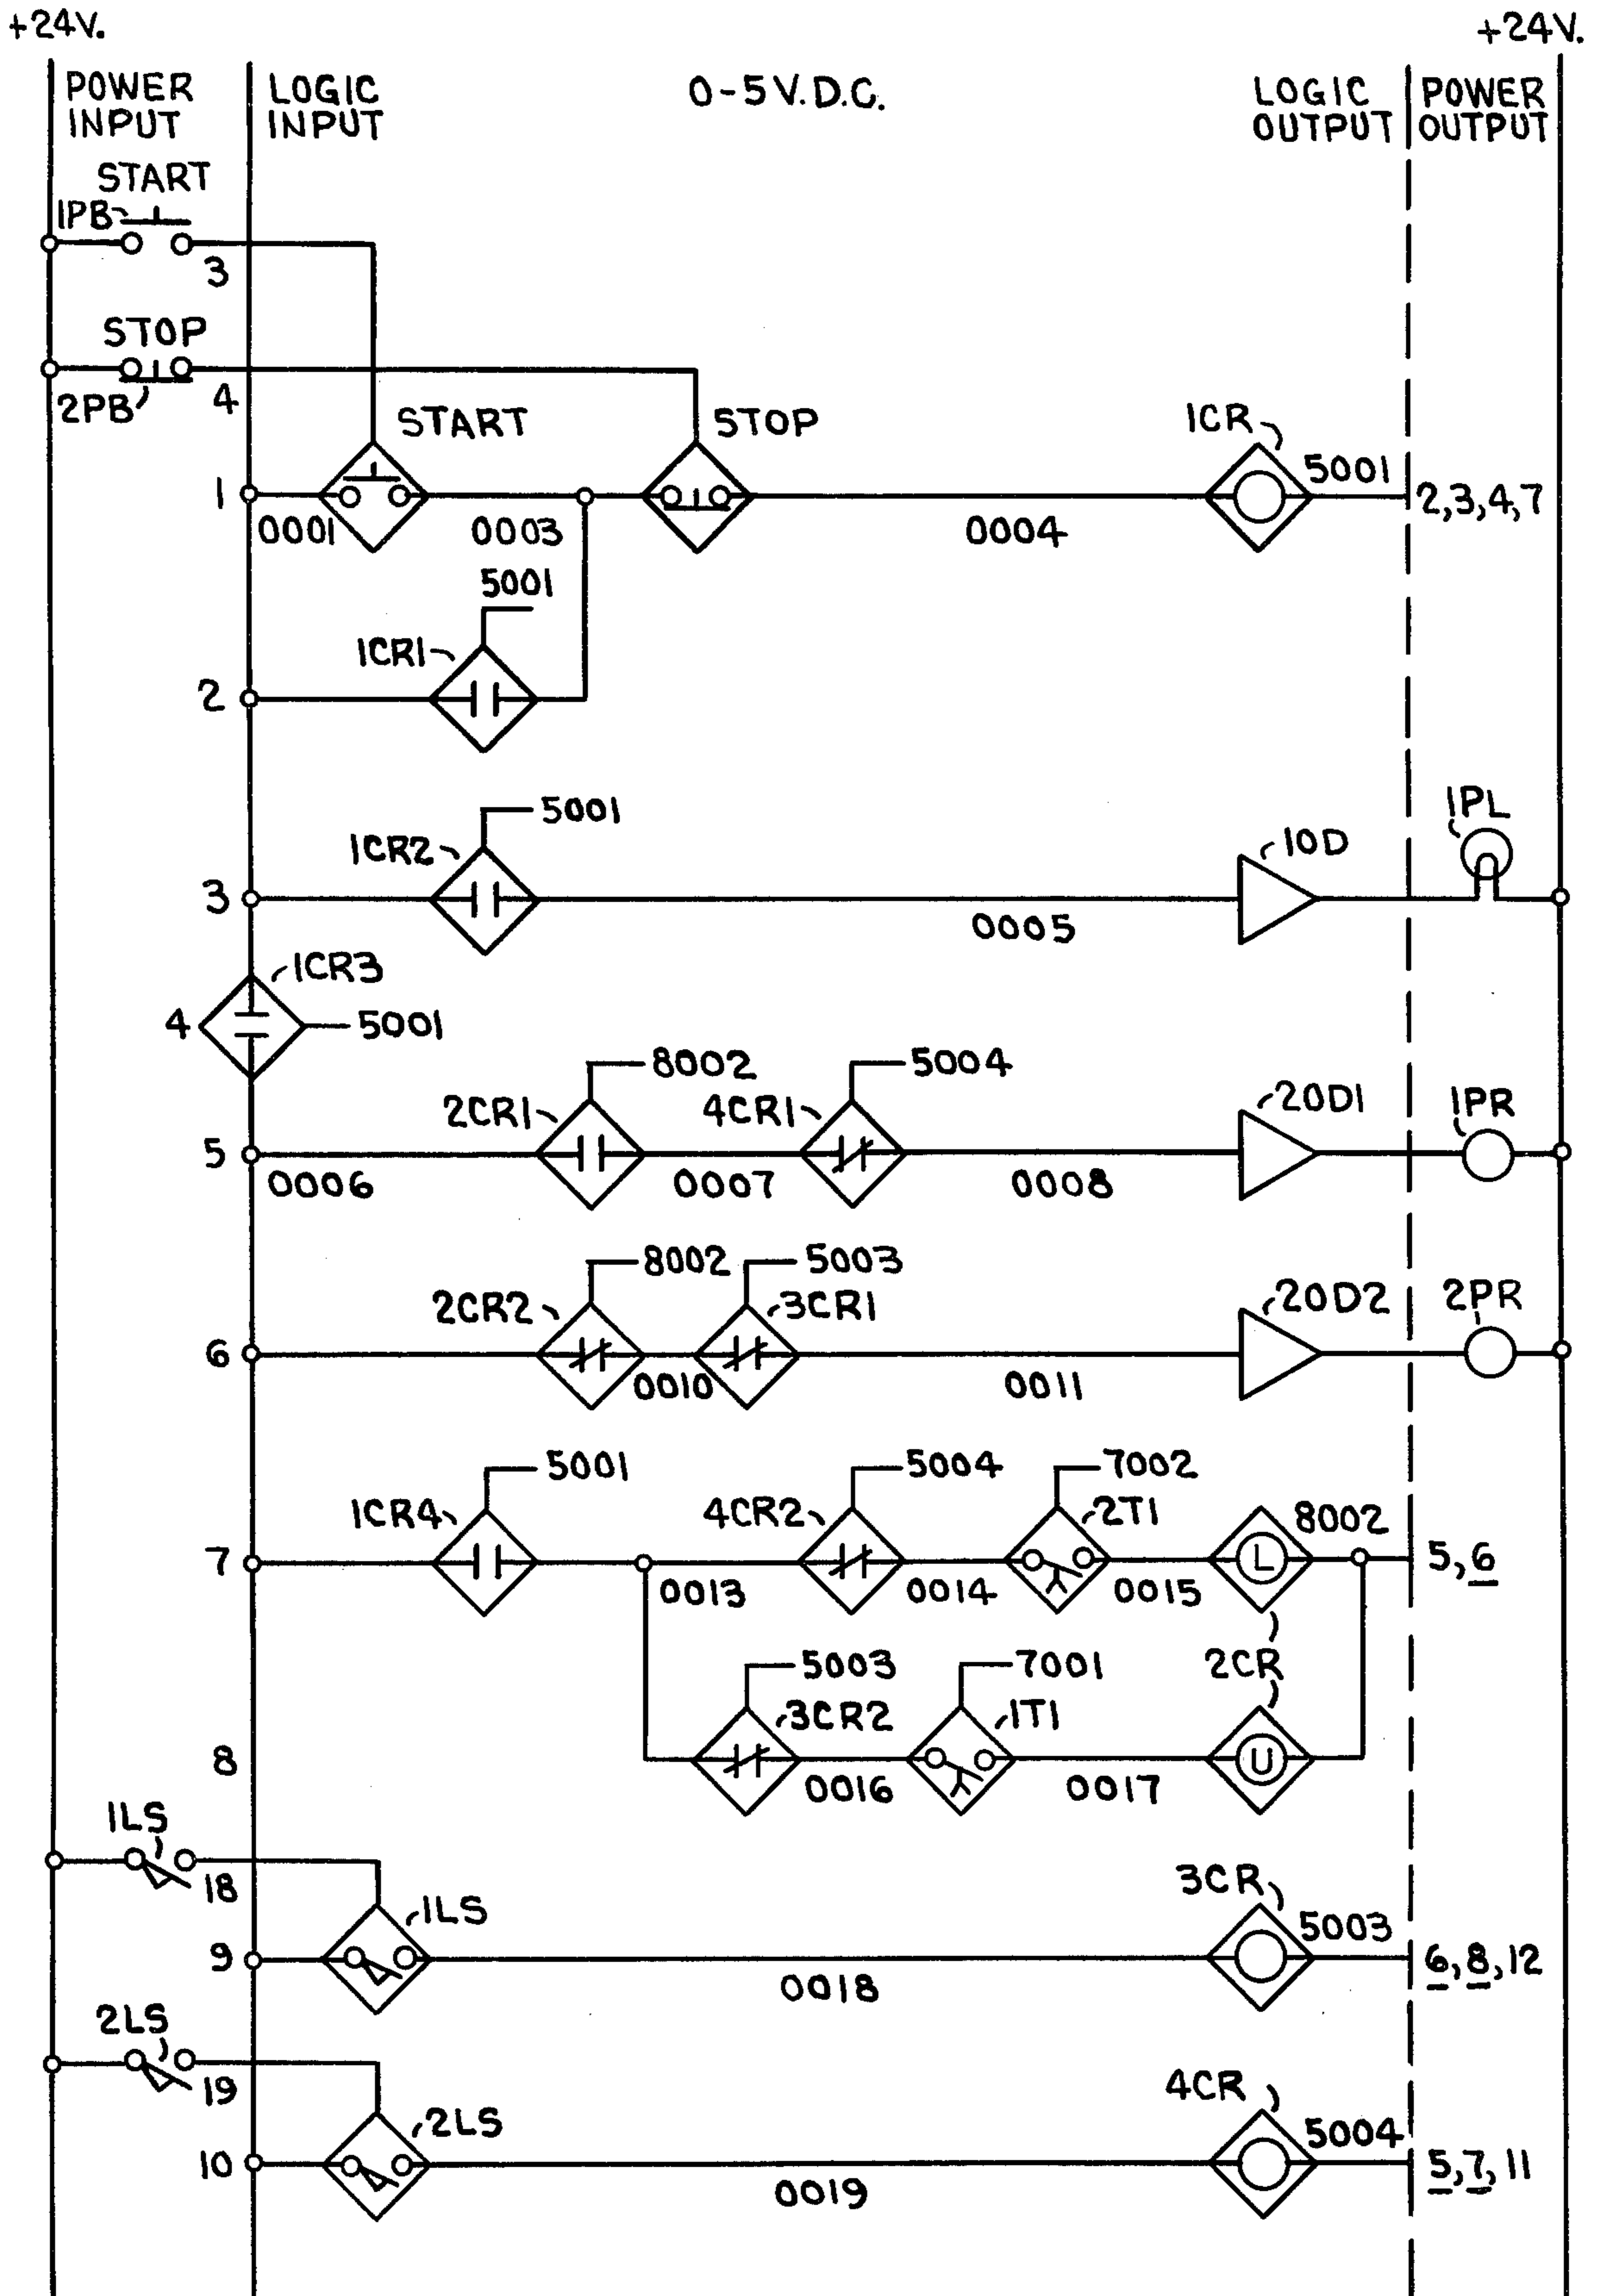 +24V.
+24V.
POWER
INPUT
LOGIC
INPUT
0-5 V.D.C.
LOGIC
OUTPUT
POWER
OUTPUT
START
1PB
3
STOP
2PB
4
START
STOP
1CR
5001
1
0001
0003
0004
2,3,4,7
5001
1CR1
2
5001
1CR2
10D
1PL
3
0005
1CR3
4
5001
8002
5004
2CR1
4CR1
20D1
1PR
5
0006
0007
0008
8002
5003
2CR2
3CR1
20D2
2PR
6
0010
0011
5001
5004
7002
1CR4
4CR2
2T1
8002
7
L
5,6
0013
0014
0015
5003
7001
2CR
3CR2
1T1
8
U
0016
0017
1LS
18
1LS
3CR
5003
9
0018
6,8,12
2LS
19
2LS
4CR
5004
10
0019
5,7,11